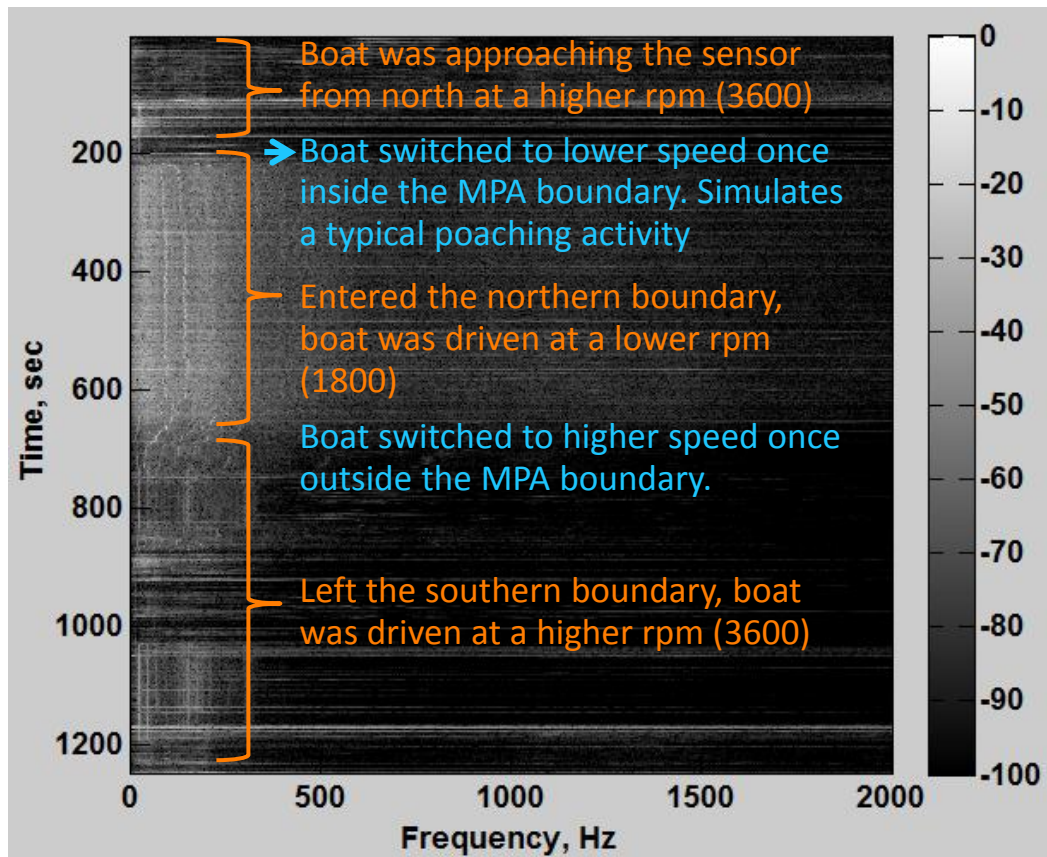 Boat was approaching the sensor
from north at a higher rpm (3600)
Boat switched to lower speed once
inside the MPA boundary. Simulates
a typical poaching activity
Entered the northern boundary,
boat was driven at a lower rpm
(1800)
Boat switched to higher speed once
outside the MPA boundary.
Left the southern boundary, boat
was driven at a higher rpm (3600)
Time, sec
200
400
600
800
1000
1200
0
500
1000
1500
2000
Frequency, Hz
0
-10
-20
-30
-40
-50
-60
-70
-80
-90
-100